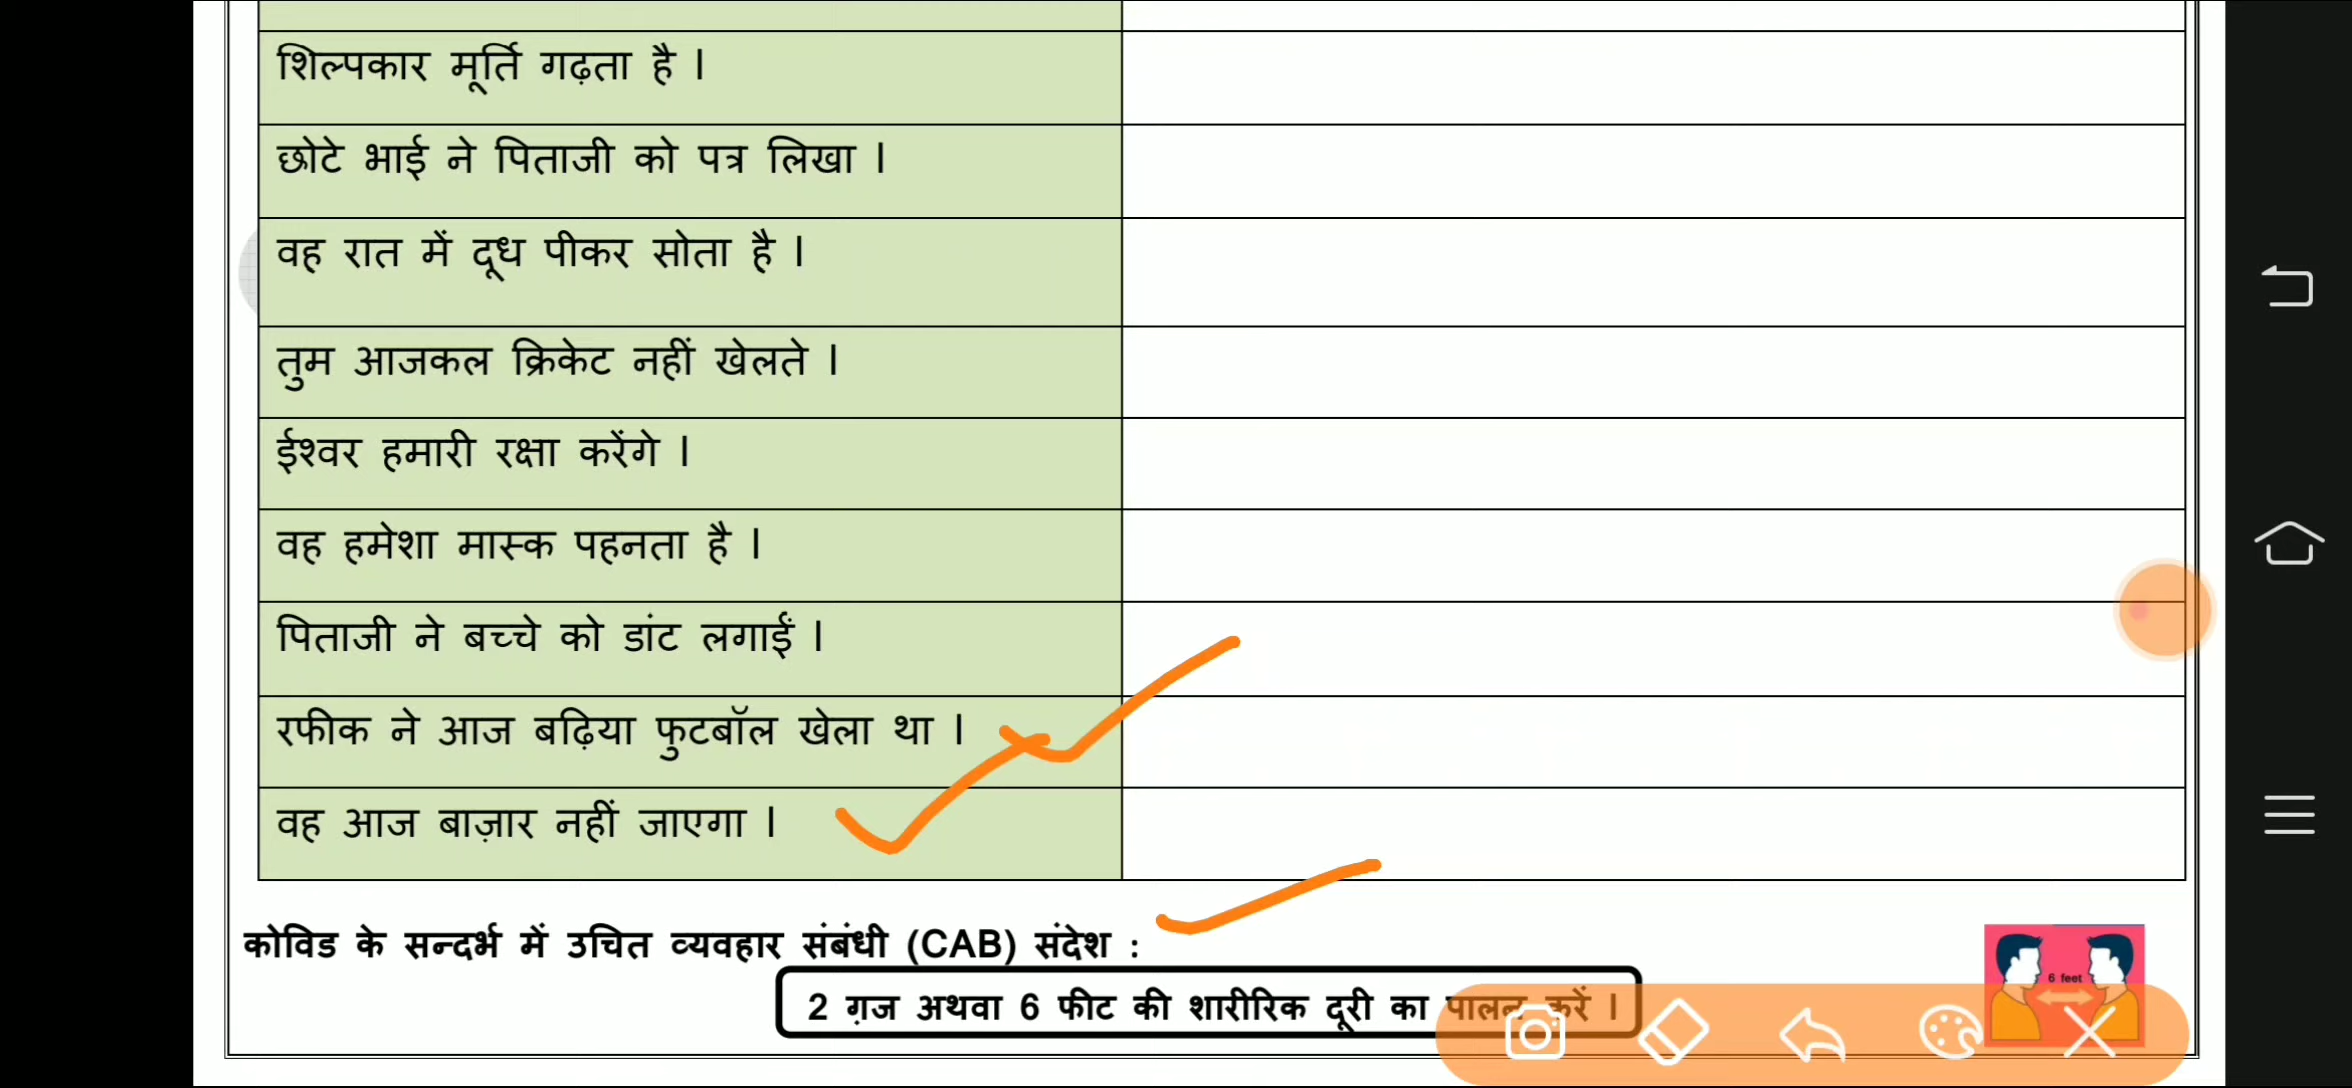 शिल्पकार मूर्ति गढ़ता है ।
छोटे भाई ने पिताजी को पत्र लिखा ।
वह रात में दूध पीकर सोता है ।
तुम आजकल क्रिकेट नहीं खेलते ।
ईश्वर हमारी रक्षा करेंगे ।
वह हमेशा मास्क पहनता है ।
पिताजी ने बच्चे को डांट लगाईं ।
रफीक ने आज बढ़िया फुटबॉल खेला था ।
वह आज बाज़ार नहीं जाएगा ।
कोविड के सन्दर्भ में उचित व्यवहार संबंधी (CAB) संदेश :
6 feet
2 ग़ज अथवा 6 फीट की शारीरिक दूरी का पालन करें ।